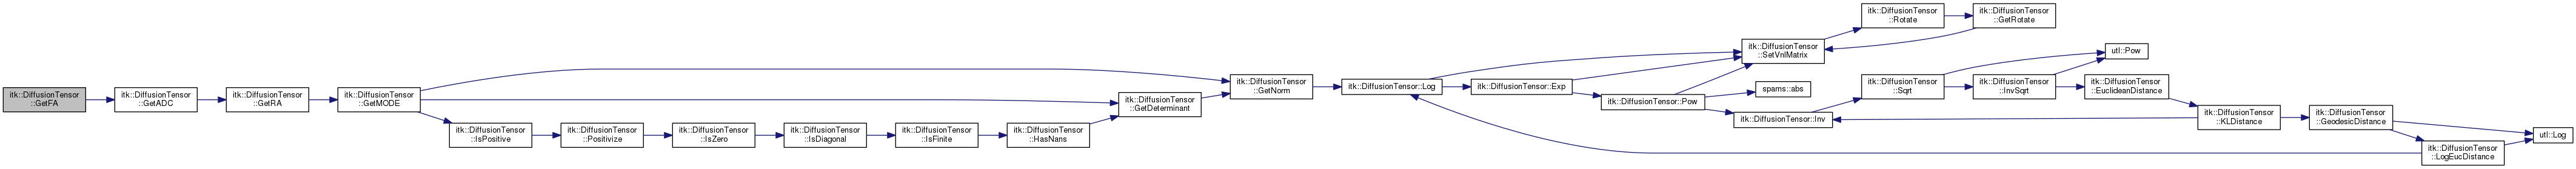 itk::DiffusionTensor
::GetFA
itk::DiffusionTensor
::GetADC
itk::DiffusionTensor
::GetRA
itk::DiffusionTensor
::GetMODE
itk::DiffusionTensor
::IsPositive
itk::DiffusionTensor
::Positivize
itk::DiffusionTensor
::IsZero
itk::DiffusionTensor
::IsDiagonal
itk::DiffusionTensor
::IsFinite
itk::DiffusionTensor
::HasNans
itk::DiffusionTensor
::GetDeterminant
itk::DiffusionTensor
::GetNorm
itk::DiffusionTensor::Log
itk::DiffusionTensor::Exp
itk::DiffusionTensor::Pow
itk::DiffusionTensor
::SetVnlMatrix
spams::abs
itk::DiffusionTensor::Inv
itk::DiffusionTensor
::Rotate
itk::DiffusionTensor
::GetRotate
itk::DiffusionTensor
::Sqrt
itk::DiffusionTensor
::InvSqrt
utl::Pow
itk::DiffusionTensor
::EuclideanDistance
itk::DiffusionTensor
::KLDistance
itk::DiffusionTensor
::GeodesicDistance
itk::DiffusionTensor
::LogEucDistance
utl::Log